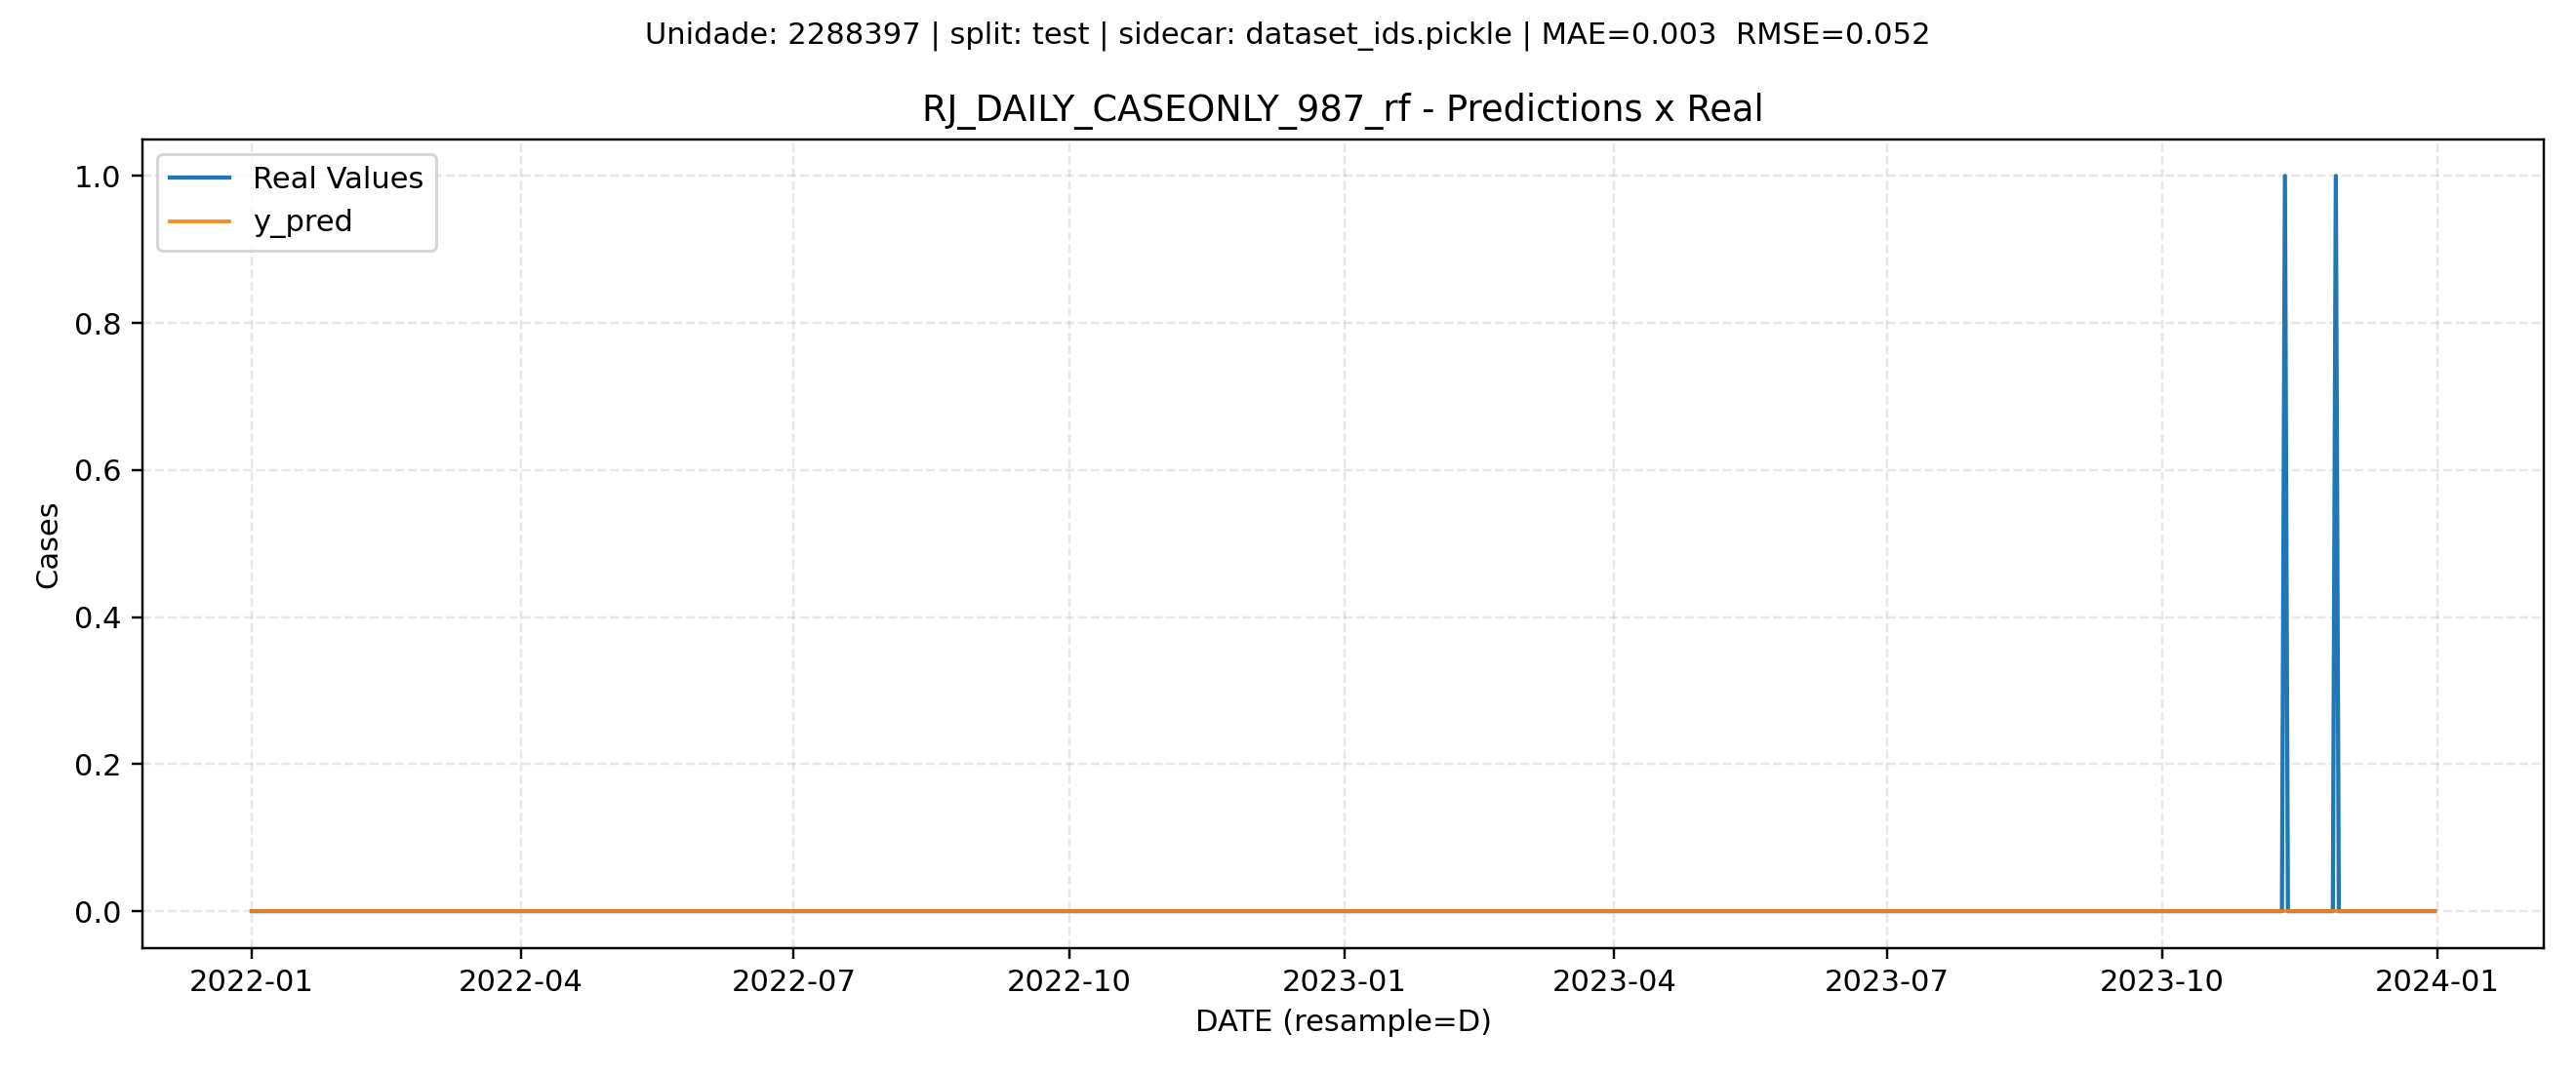 Unidade: 2288397 | split: test | sidecar: dataset_ids.pickle | MAE=0.003  RMSE=0.052
RJ_DAILY_CASEONLY_987_rf - Predictions x Real
Real Values
y_pred
1.0
0.8
0.6
0.4
0.2
0.0
Cases
2022-01 2022-04 2022-07 2022-10 2023-01 2023-04 2023-07 2023-10 2024-01
DATE (resample=D)